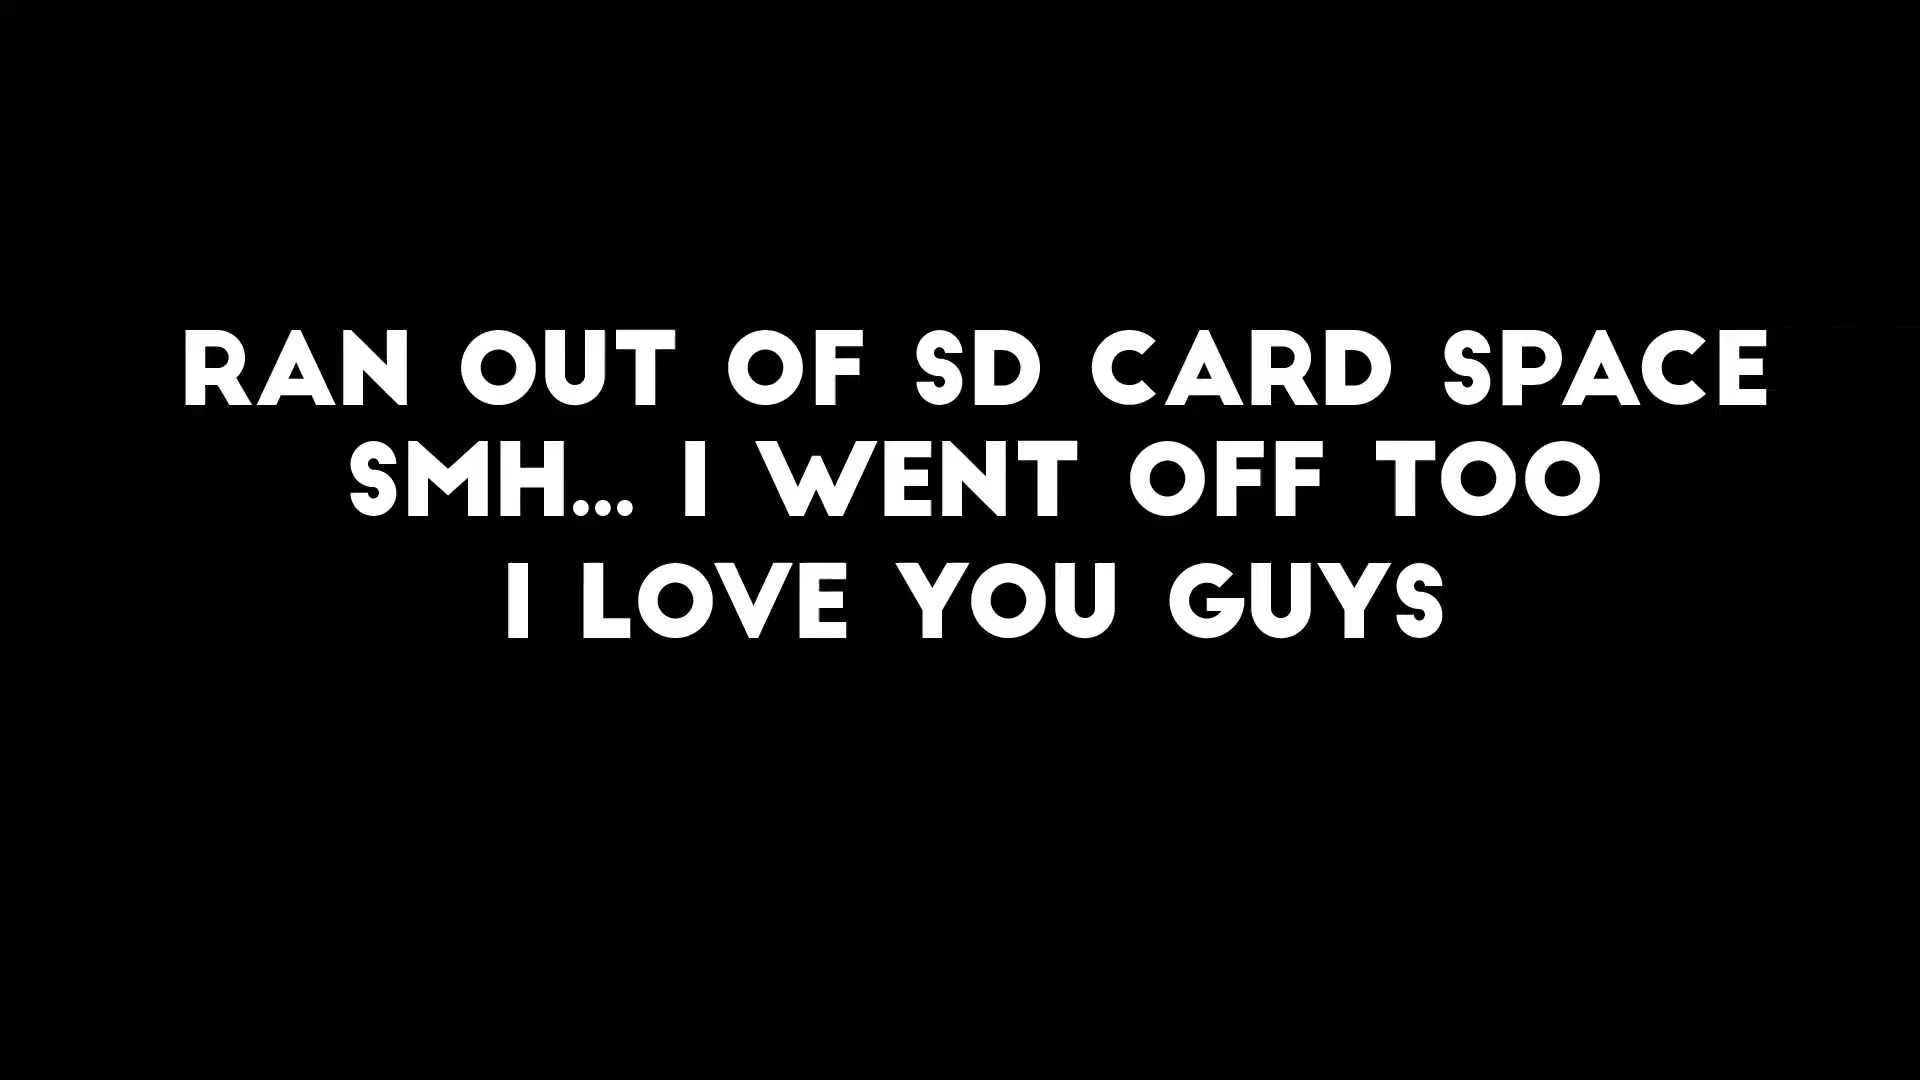 RAN OUT OF SD CARD SPACE
SMH... I WENT OFF TOO
I LOVE YOU GUYS